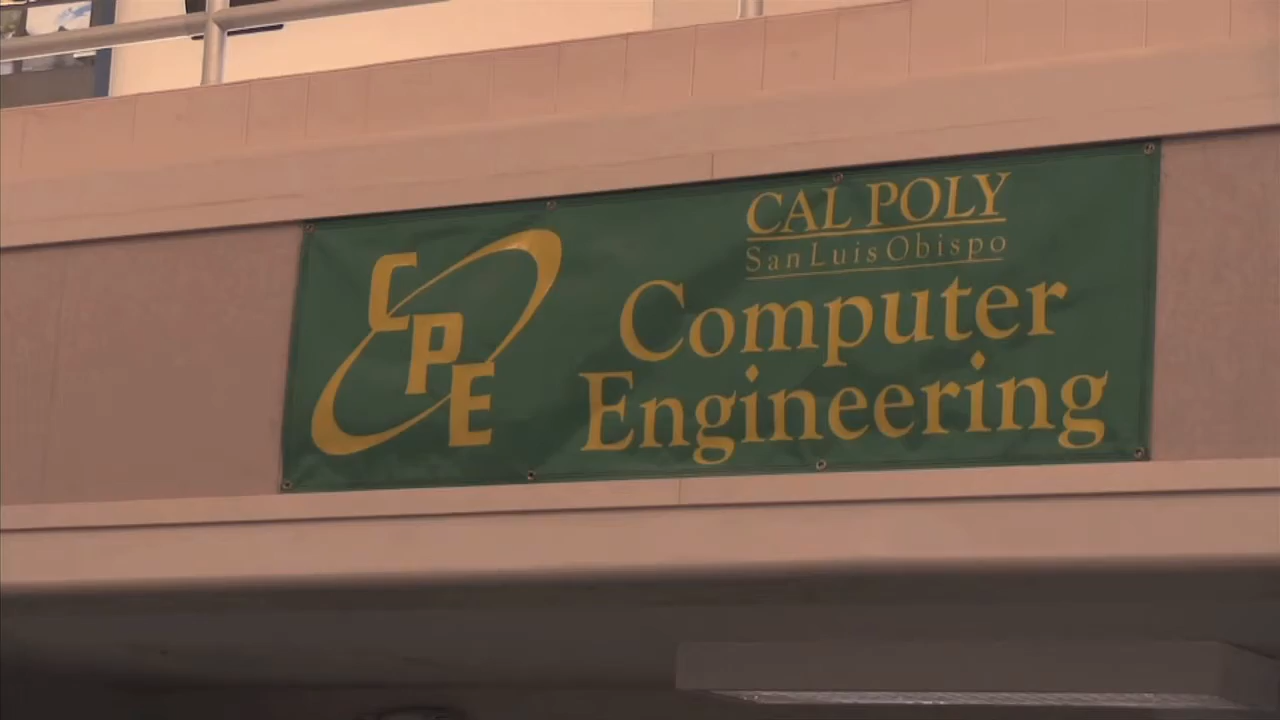 CPE
CAL POLY
San Luis Obispo
Computer
Engineering